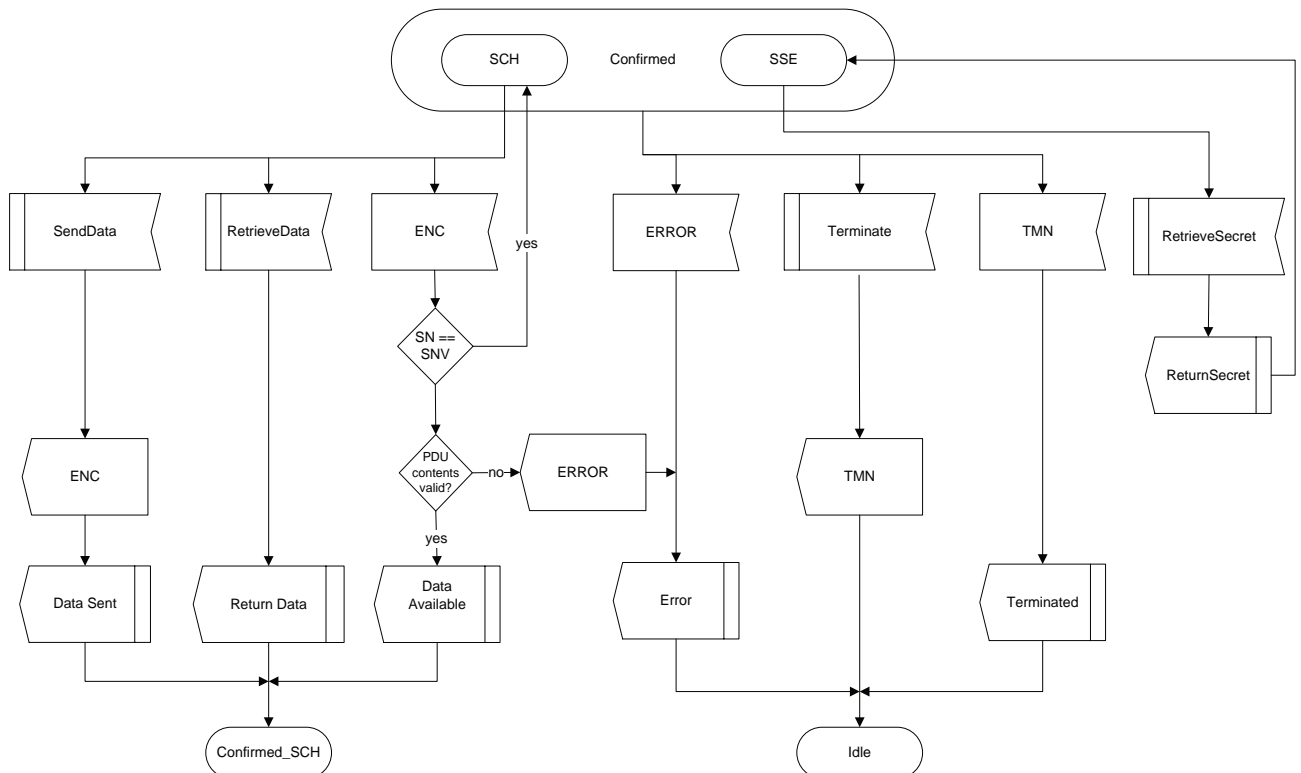 SCH
Confirmed
SSE
SendData
RetrieveData
ENC
yes
ERROR
Terminate
TMN
RetrieveSecret
SN ==
SNV
ReturnSecret
ENC
PDU
contents
valid?
no
ERROR
TMN
yes
Data Sent
Return Data
Data
Available
Error
Terminated
Confirmed_SCH
Idle